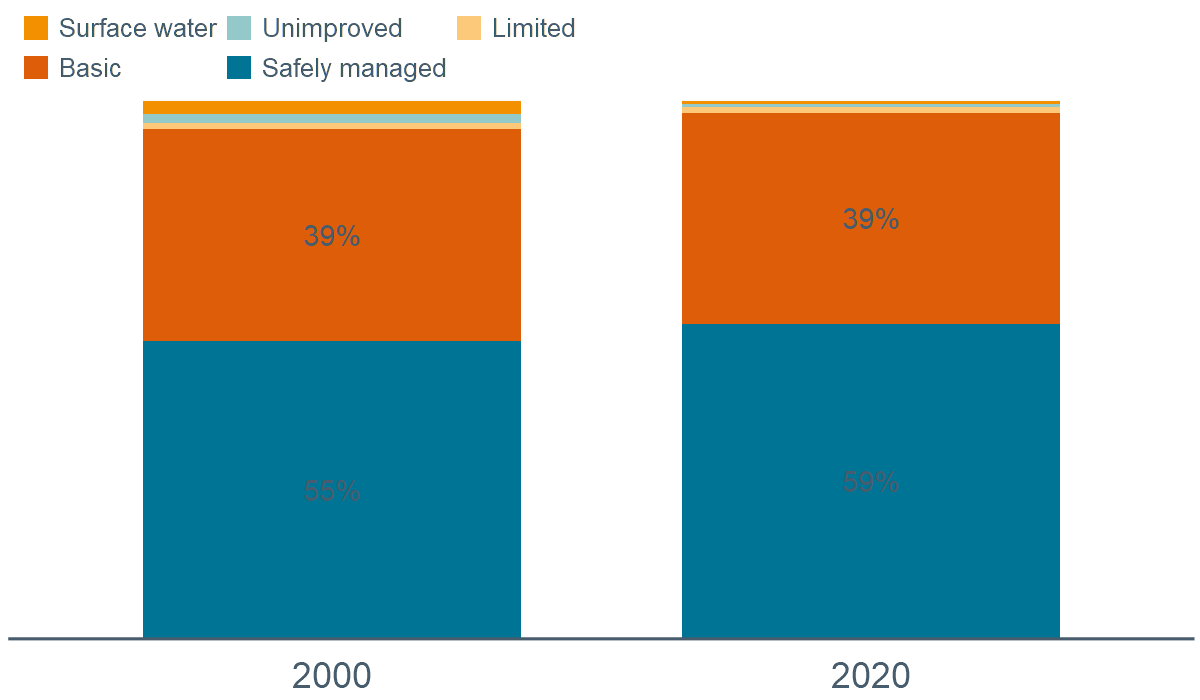 Surface water Unimproved Limited
Basic Safely managed
39% 39%
55% 59%
2000 2020